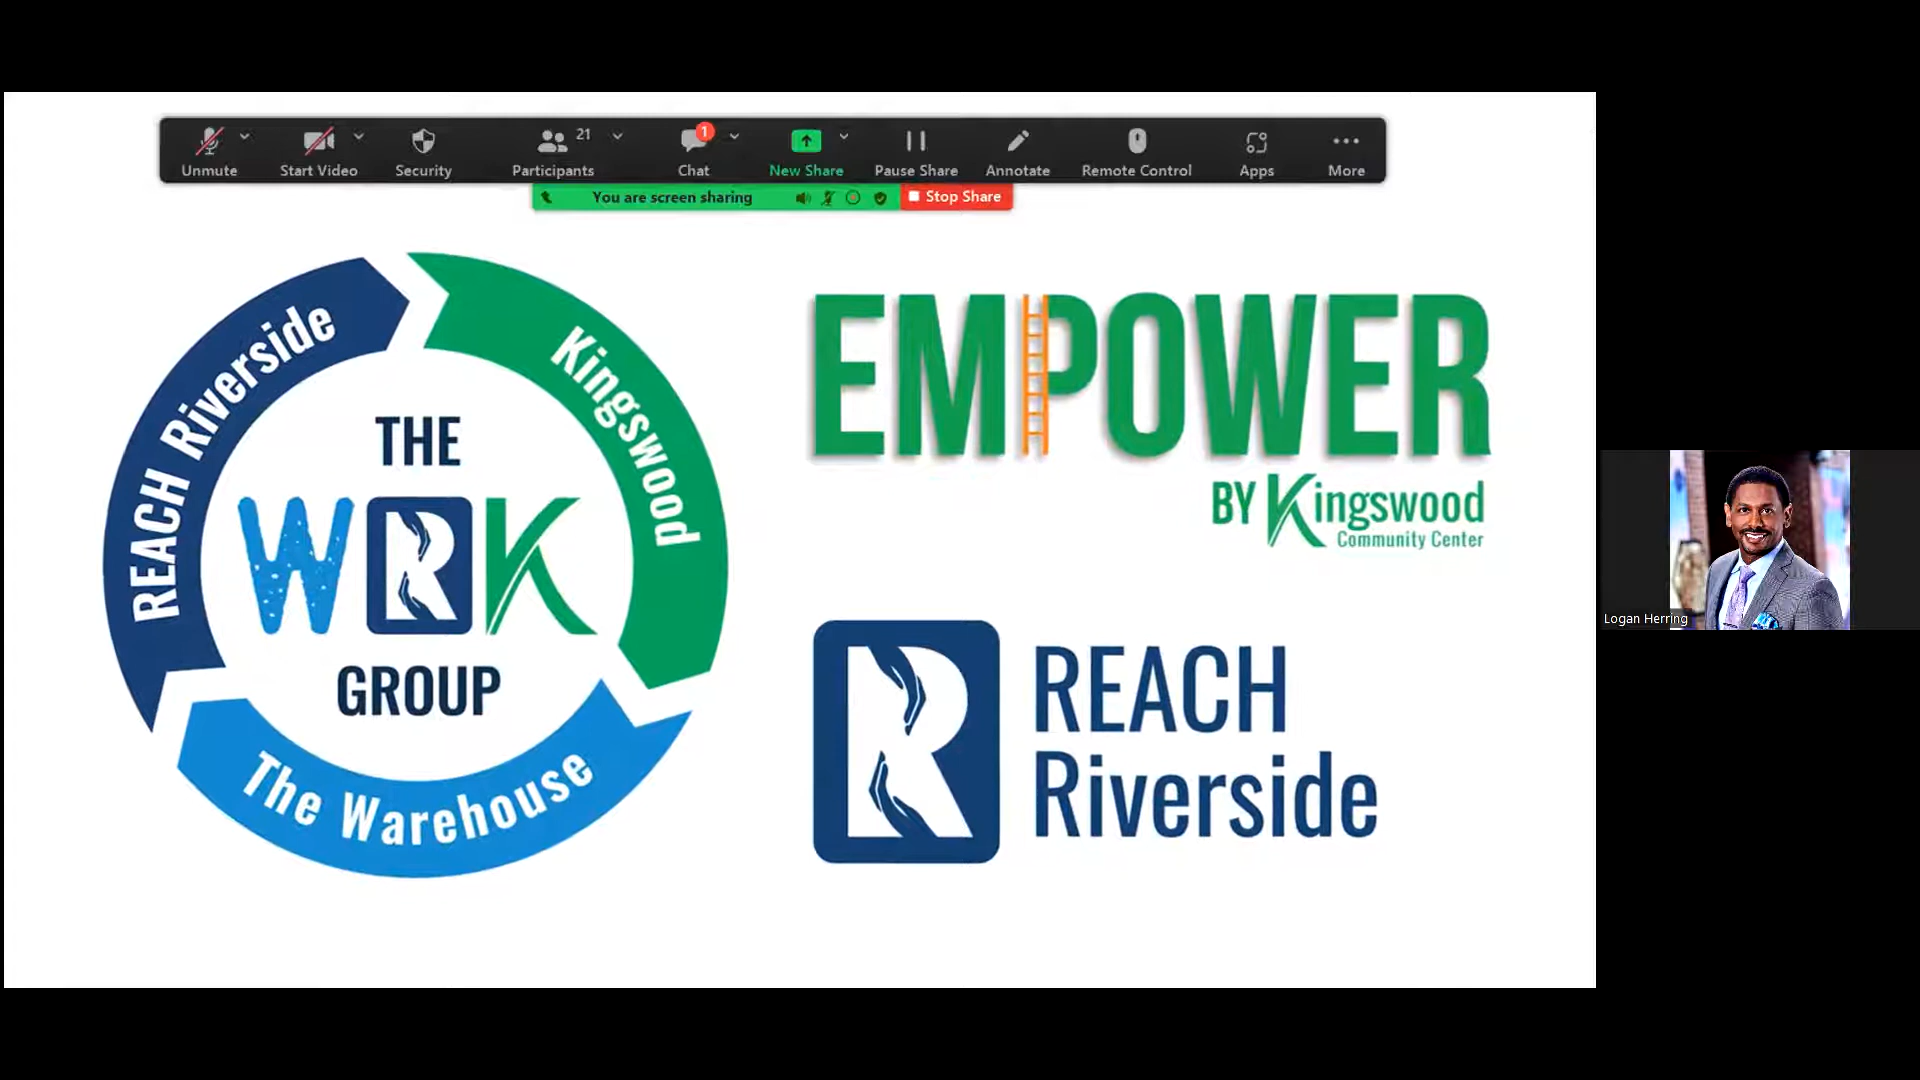 21
1
Unmute
Start Video
Security
Participants
Chat
New Share
Pause Share
Annotate
Remote Control
Apps
More
You are screen sharing
Stop Share
REACH Riverside
Kingswood
The Warehouse
THE
WRK
GROUP
EMPOWER
BY Kingswood
Community Center
R
REACH
Riverside
Logan Herring